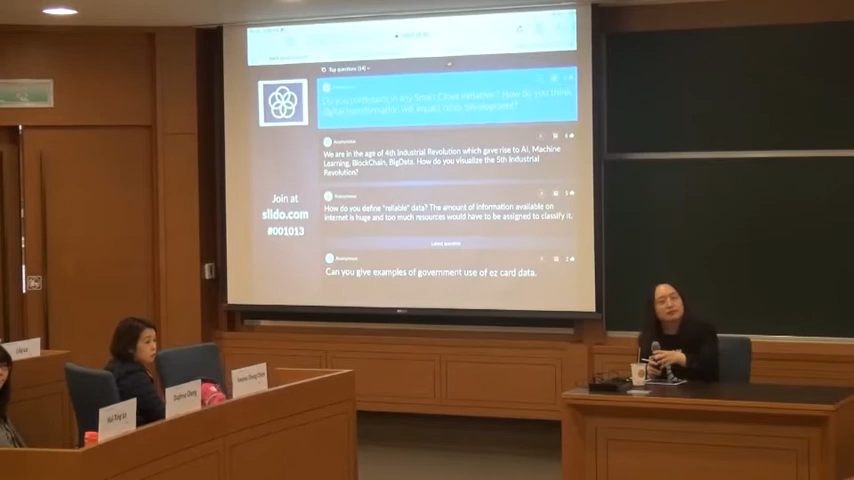 Top questions (14)
Do you participate in any Smart Cities initiative? How do you think
digital transformation will impact cities development?
Anonymous
We are in the age of 4th Industrial Revolution which gave rise to AI, Machine
Learning, BlockChain, BigData. How do you visualize the 5th Industrial
Revolution?
Anonymous
How do you define "reliable" data? The amount of information available on
internet is huge and too much resources would have to be assigned to classify it.
Anonymous
Can you give examples of government use of ez card data.
Join at
slido.com
#001013
Daphne